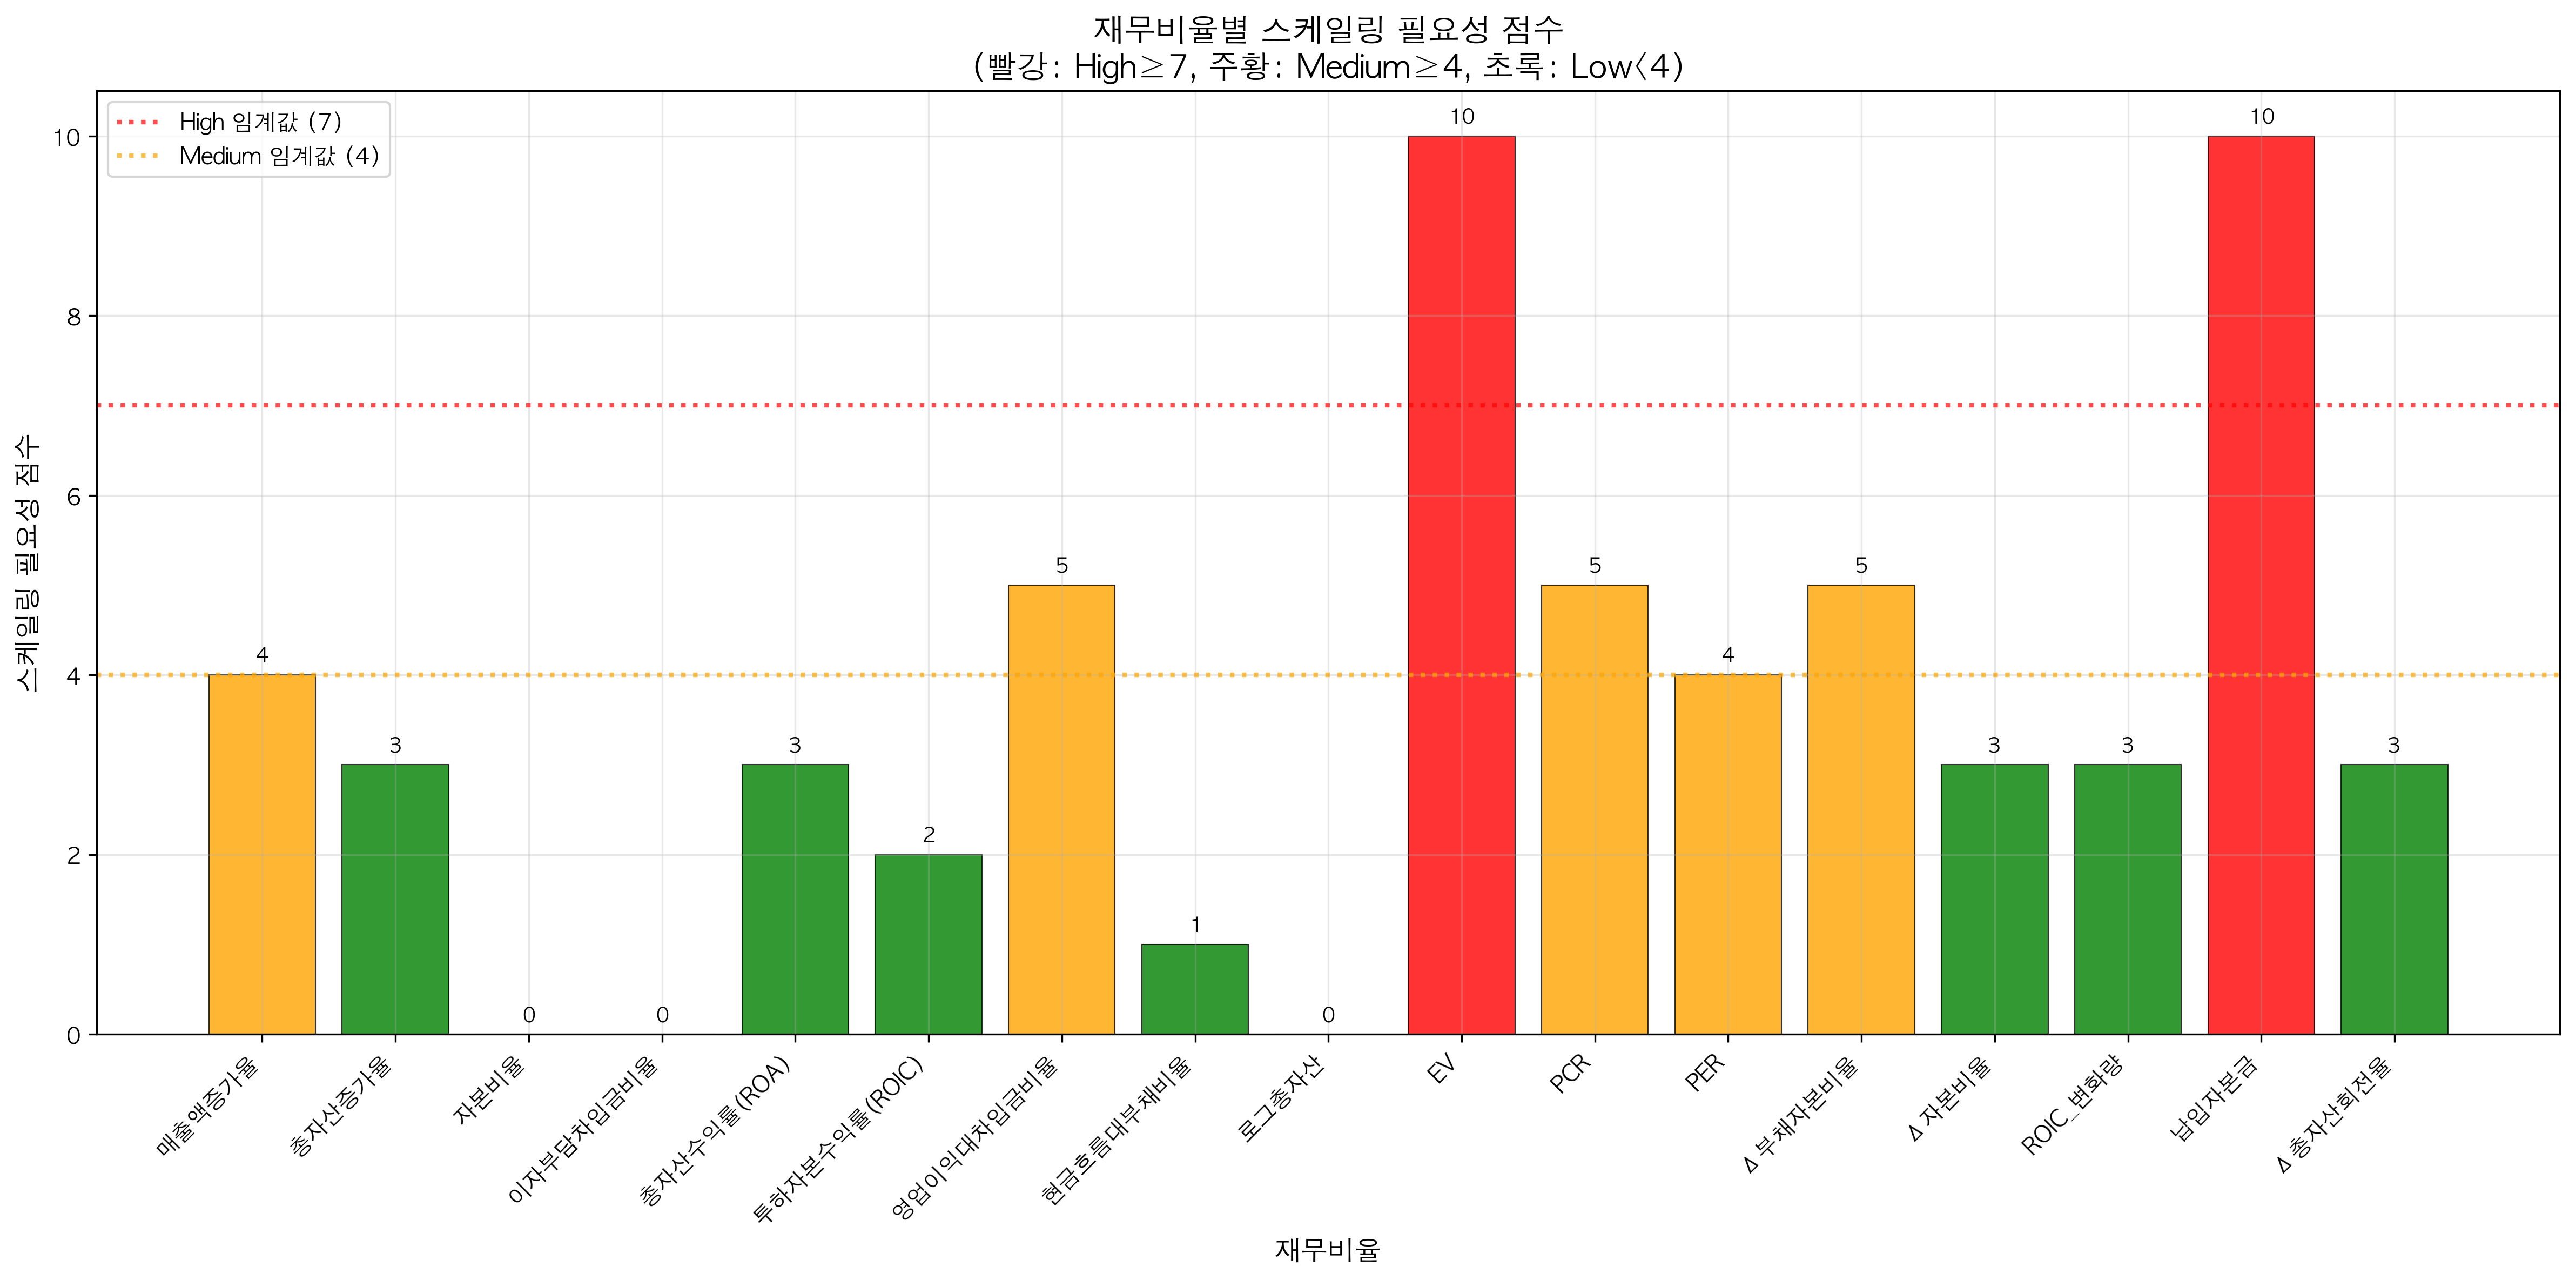 재무비율별 스케일링 필요성 점수
(빨강: High≥7, 주황: Medium≥4, 초록: Low<4)
High 임계값 (7)
Medium 임계값 (4)
스케일링 필요성 점수
10
8
6
4
2
0
4
3
0
0
3
2
5
1
0
10
5
4
5
3
3
10
3
매출액증가율
총자산증가율
자본비율
이자부담차입금비율
총자산수익률(ROA)
투하자본수익률(ROIC)
영업이익대차입금비율
현금흐름대부채비율
로그총자산
EV
PCR
PER
Δ 부채자본비율
Δ 자본비율
ROIC_변화량
납입자본금
Δ 총자산회전율
재무비율